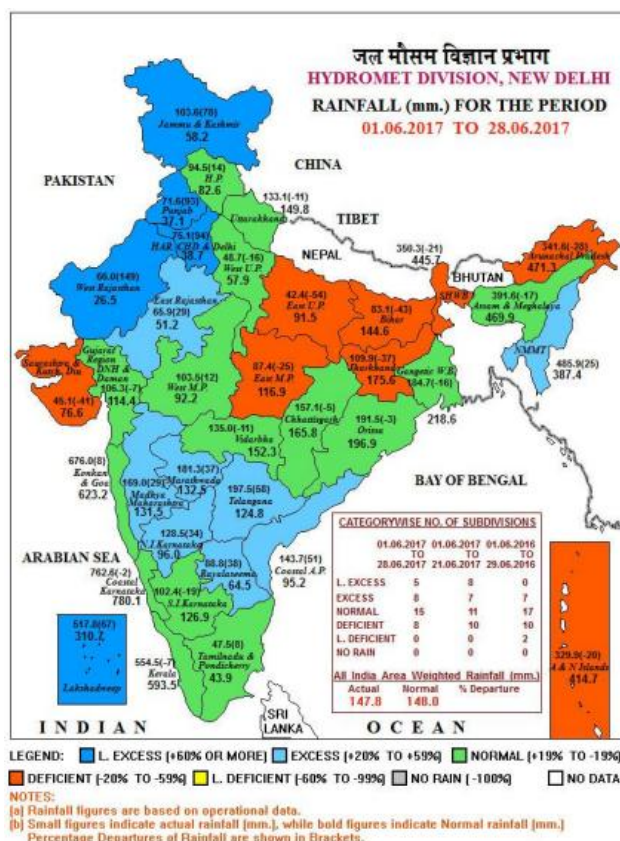 जल मौसम विज्ञान प्रभाग
HYDROMET DIVISION, NEW DELHI
RAINFALL (mm.) FOR THE PERIOD
01.06.2017 TO 28.06.2017
103.6(78)
Jammu & Kashmir
58.2
CHINA
94.5(14)
H.P.
82.6
PAKISTAN
71.6(93)
Punjab
37.1
133.1(-11)
149.8
Uttarakhand
TIBET
75.1(94)
HAR CHD & Delhi
38.7
48.7(-16)
West U.P.
57.9
NEPAL
350.3(-21)
445.7
341.6(-28)
Arunachal Pradesh
471.3
BHUTAN
SHWB
66.0(149)
West Rajasthan
26.5
East Rajasthan
65.9(29)
51.2
42.4(-54)
East U.P.
91.5
83.1(-43)
Bihar
144.6
391.6(-17)
Assam & Meghalaya
469.9
NMMT
485.9(25)
387.4
Saurashtra &
Kutch, Diu
45.1(-41)
76.6
Gujarat
Region
DNH &
Daman
106.3(-7)
114.4
103.5(12)
West M.P.
92.2
87.4(-25)
East M.P.
116.9
109.9(-37)
Jharkhand
175.6
Gangetic W.B.
184.7(-16)
218.6
135.0(-11)
Vidarbha
152.3
157.1(-5)
Chhattisgarh
165.8
191.5(-3)
Orissa
196.9
676.0(8)
Konkan
and Goa
623.2
169.0(29)
Madhya
Maharashtra
131.5
181.3(37)
Marathwada
132.5
197.5(58)
Telangana
124.8
BAY OF BENGAL
ARABIAN SEA
128.5(34)
N.I.Karnataka
96.0
88.8(38)
Rayalaseema
64.5
143.7(51)
Coastal A.P.
95.2
762.8(-2)
Coastal
Karnataka
780.1
102.4(-19)
S.I.Karnataka
126.9
517.8(67)
310.2
Lakshadweep
554.5(-7)
Kerala
593.5
47.5(8)
Tamilnadu &
Pondicherry
43.9
CATEGORYWISE NO. OF SUBDIVISIONS
01.06.2017 01.06.2017 01.06.2016
TO TO TO
28.06.2017 21.06.2017 29.06.2016
L. EXCESS 5 8 0
EXCESS 8 7 7
NORMAL 15 11 17
DEFICIENT 8 10 10
L. DEFICIENT 0 0 2
NO RAIN 0 0 0
All India Area Weighted Rainfall (mm.)
Actual Normal % Departure
147.8 148.0
329.9(-20)
A & N Islands
414.7
SRI
LANKA
INDIAN OCEAN
LEGEND: L. EXCESS (+60% OR MORE) EXCESS (+20% TO +59%) NORMAL (+19% TO -19%)
DEFICIENT (-20% TO -59%) L. DEFICIENT (-60% TO -99%) NO RAIN (-100%) NO DATA
NOTES:
(a) Rainfall figures are based on operational data.
(b) Small figures indicate actual rainfall (mm.), while bold figures indicate Normal rainfall (mm.)
Percentage Departures of Rainfall are shown in Brackets.